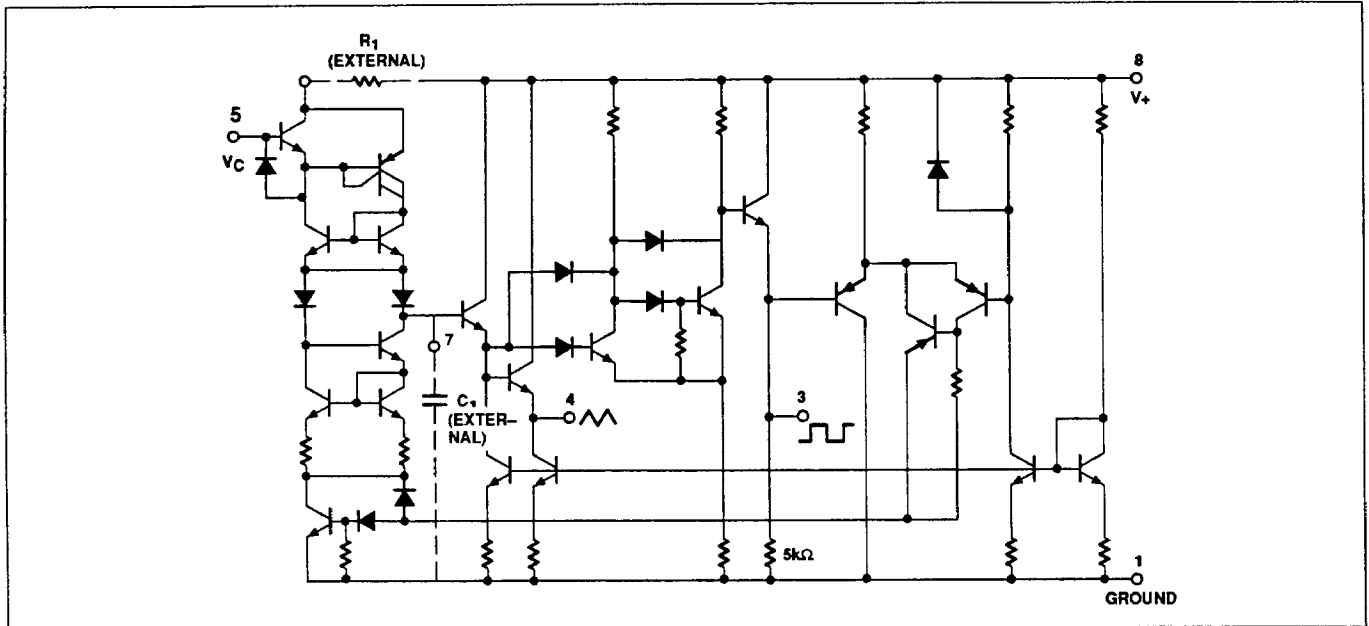 R1
(EXTERNAL)
8
V+
5
VC
7
C1
(EXTER–
NAL)
4
3
5kΩ
1
GROUND